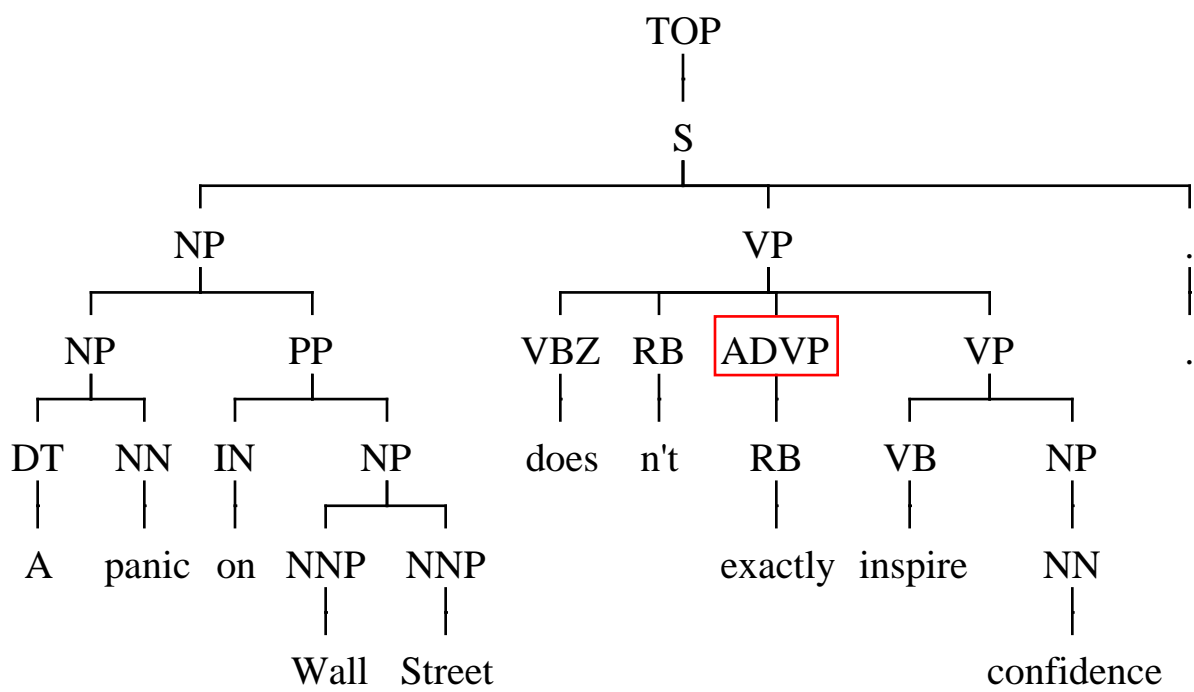 TOP
S
NP VP .
NP PP VBZ RB ADVP VP .
DT NN IN NP does n't RB VB NP
A panic on NNP NNP exactly inspire NN
Wall Street confidence